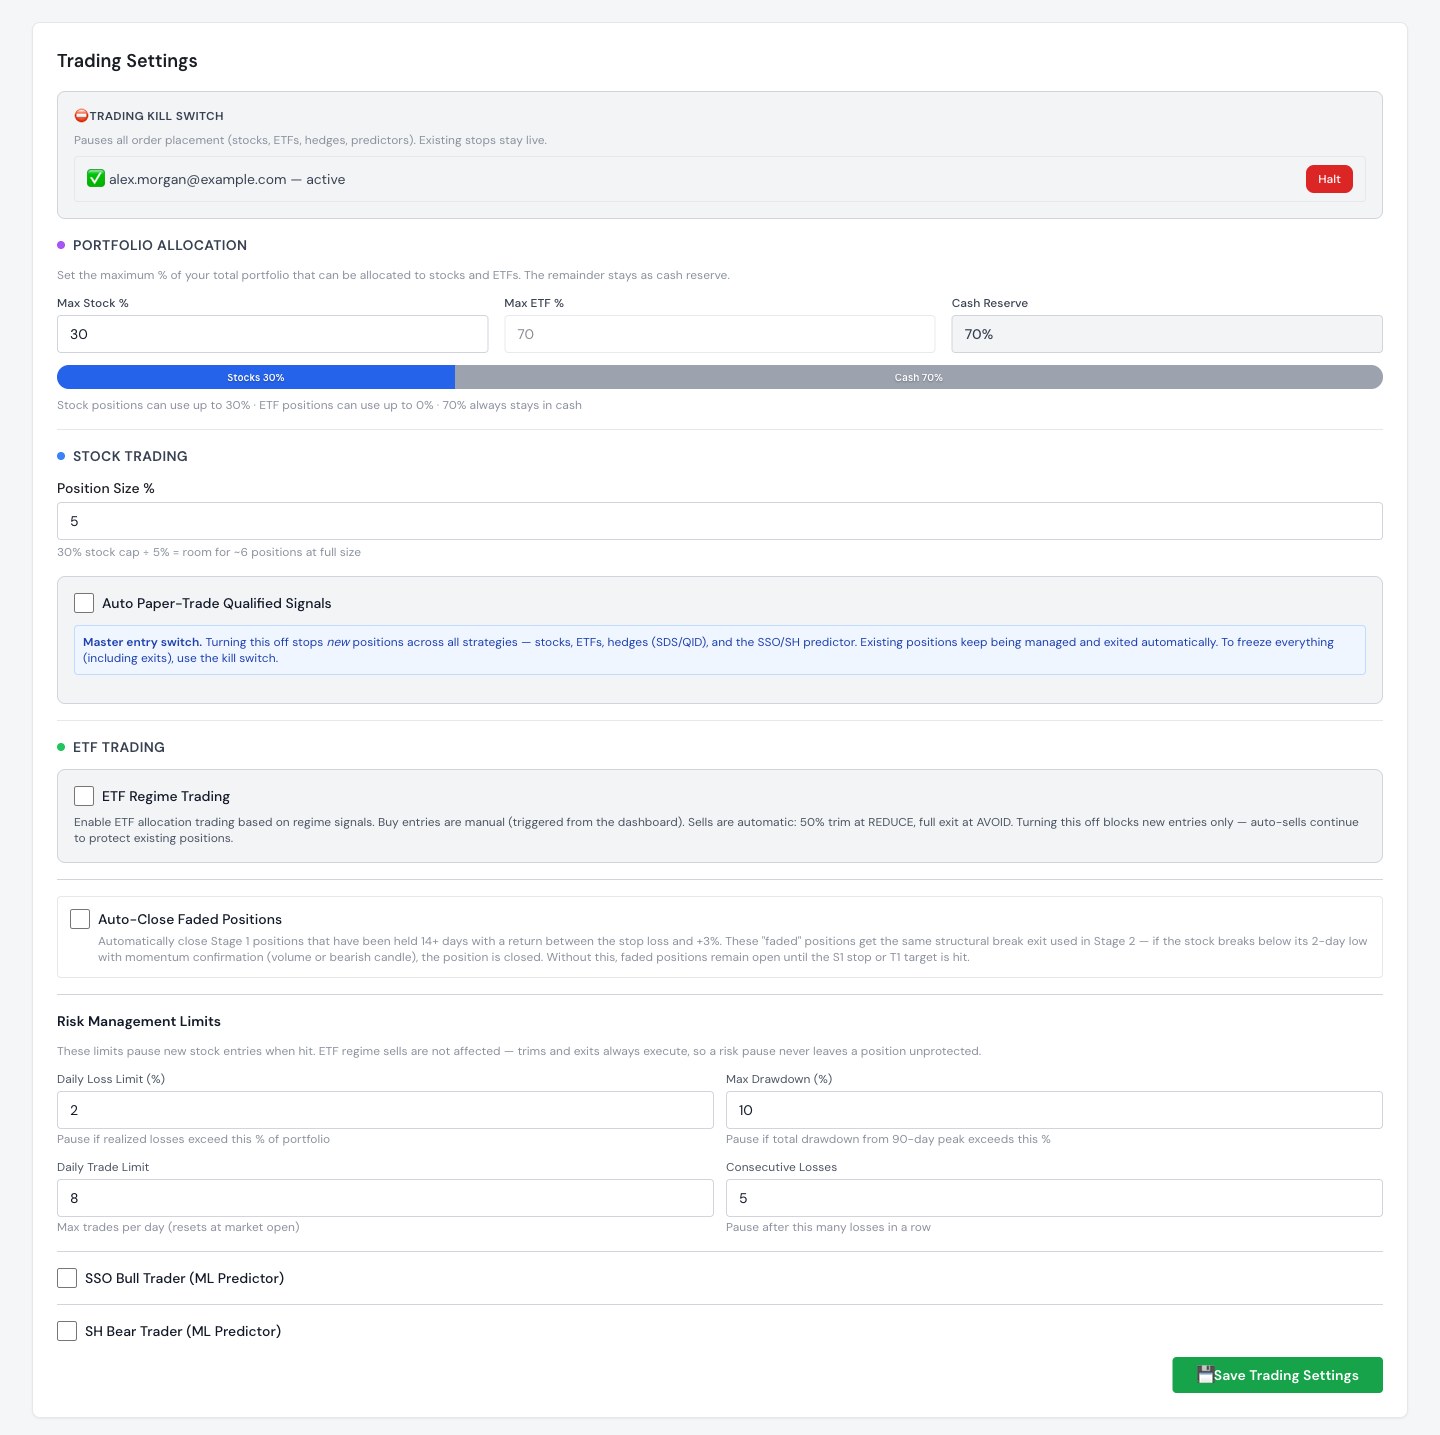 Trading Settings
⛔TRADING KILL SWITCH
Pauses all order placement (stocks, ETFs, hedges, predictors). Existing stops stay live.
✅ alex.morgan@example.com — active
Halt
PORTFOLIO ALLOCATION
Set the maximum % of your total portfolio that can be allocated to stocks and ETFs. The remainder stays as cash reserve.
Max Stock %
Max ETF %
Cash Reserve
30
70
70%
Stocks 30%
Cash 70%
Stock positions can use up to 30% · ETF positions can use up to 0% · 70% always stays in cash
STOCK TRADING
Position Size %
5
30% stock cap ÷ 5% = room for ~6 positions at full size
Auto Paper-Trade Qualified Signals
Master entry switch. Turning this off stops new positions across all strategies — stocks, ETFs, hedges (SDS/QID), and the SSO/SH predictor. Existing positions keep being managed and exited automatically. To freeze everything
(including exits), use the kill switch.
ETF TRADING
ETF Regime Trading
Enable ETF allocation trading based on regime signals. Buy entries are manual (triggered from the dashboard). Sells are automatic: 50% trim at REDUCE, full exit at AVOID. Turning this off blocks new entries only — auto-sells continue
to protect existing positions.
Auto-Close Faded Positions
Automatically close Stage 1 positions that have been held 14+ days with a return between the stop loss and +3%. These "faded" positions get the same structural break exit used in Stage 2 — if the stock breaks below its 2-day low
with momentum confirmation (volume or bearish candle), the position is closed. Without this, faded positions remain open until the S1 stop or T1 target is hit.
Risk Management Limits
These limits pause new stock entries when hit. ETF regime sells are not affected — trims and exits always execute, so a risk pause never leaves a position unprotected.
Daily Loss Limit (%)
Max Drawdown (%)
2
10
Pause if realized losses exceed this % of portfolio
Pause if total drawdown from 90-day peak exceeds this %
Daily Trade Limit
Consecutive Losses
8
5
Max trades per day (resets at market open)
Pause after this many losses in a row
SSO Bull Trader (ML Predictor)
SH Bear Trader (ML Predictor)
💾Save Trading Settings